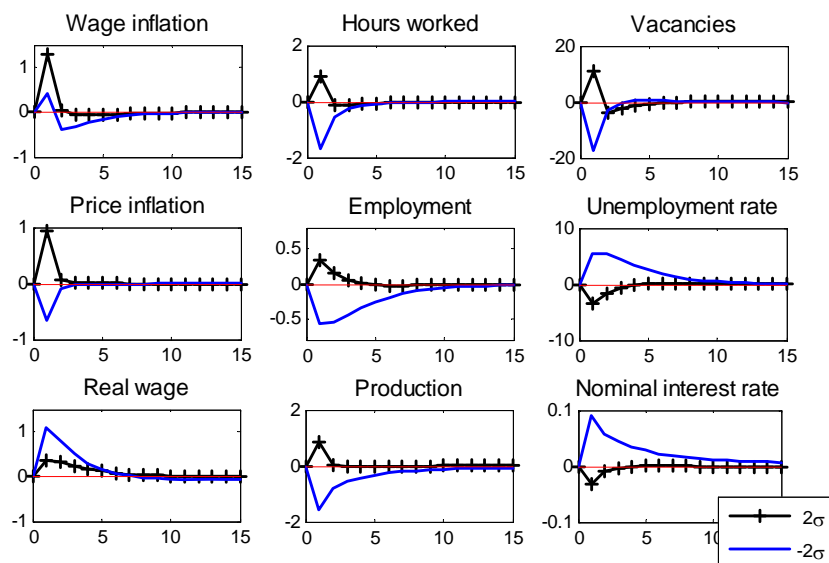 Wage inflation
1
0
-1
0 5 10 15
Hours worked
2
0
-2
0 5 10 15
Vacancies
20
0
-20
0 5 10 15
Price inflation
1
0
-1
0 5 10 15
Employment
0.5
0
-0.5
0 5 10 15
Unemployment rate
10
0
-10
0 5 10 15
Real wage
1
0
-1
0 5 10 15
Production
2
0
-2
0 5 10 15
Nominal interest rate
0.1
0
-0.1
0 5
2σ
-2σ